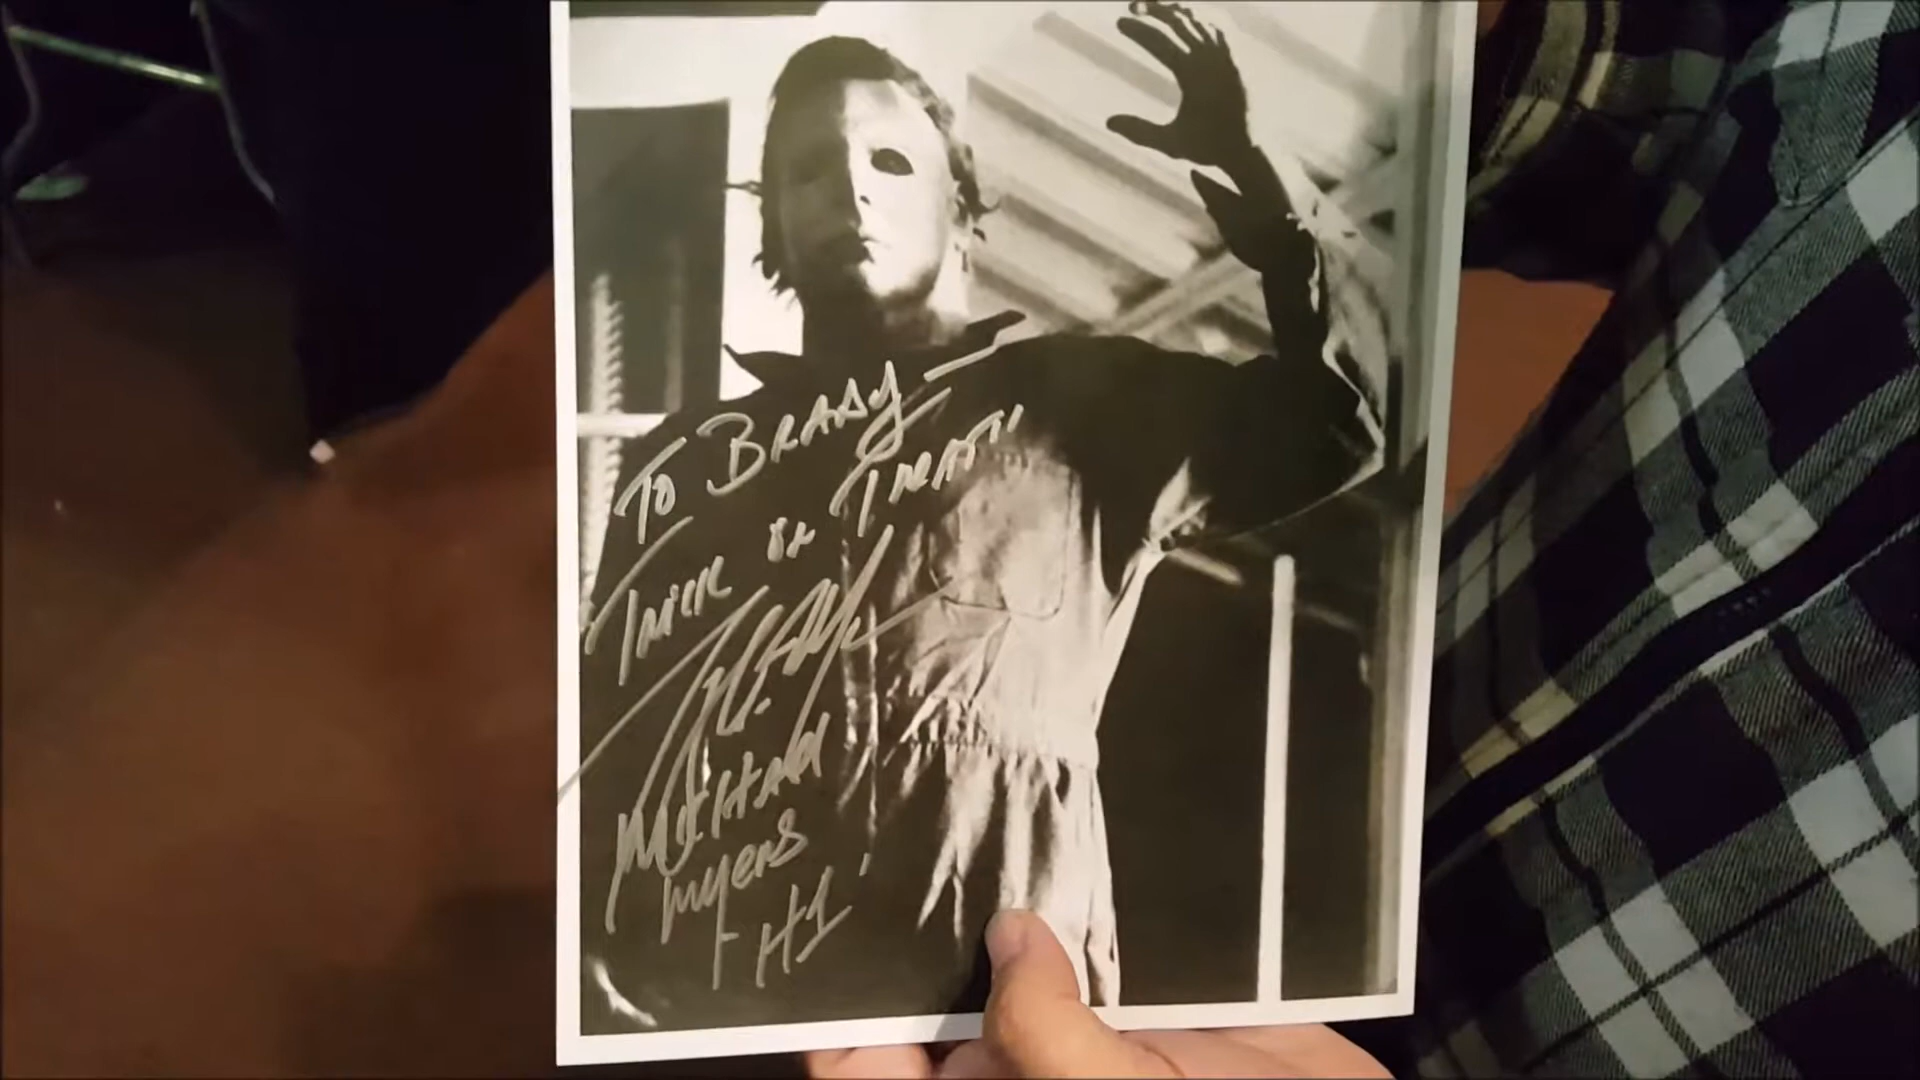 To BRADY —
TRICK OR TREAT"
MICHAEL
Myers
H1